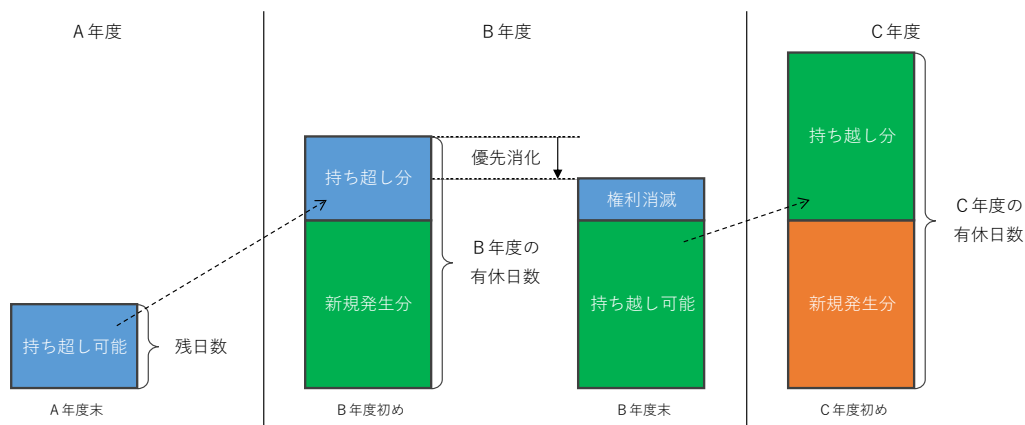 A年度
B年度
C年度
持ち超し可能
残日数
A年度末
持ち超し分
新規発生分
B年度の
有休日数
B年度初め
優先消化
権利消滅
持ち越し可能
B年度末
持ち越し分
新規発生分
C年度の
有休日数
C年度初め